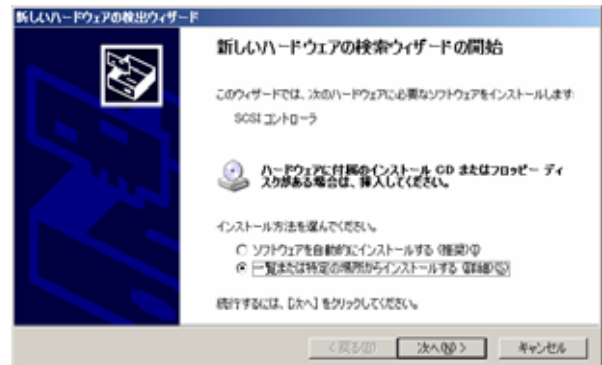 新しいハードウェアの検出ウィザード
新しいハードウェアの検索ウィザードの開始
このウィザードでは、次のハードウェアに必要なソフトウェアをインストールします:
SCSI コントローラ
ハードウェアに付属のインストール CD またはフロッピー ディ
スクがある場合は、挿入してください。
インストール方法を選んでください。
ソフトウェアを自動的にインストールする (推奨)(I)
一覧または特定の場所からインストールする (詳細)(S)
続行するには、[次へ] をクリックしてください。
< 戻る(B)
次へ(N) >
キャンセル